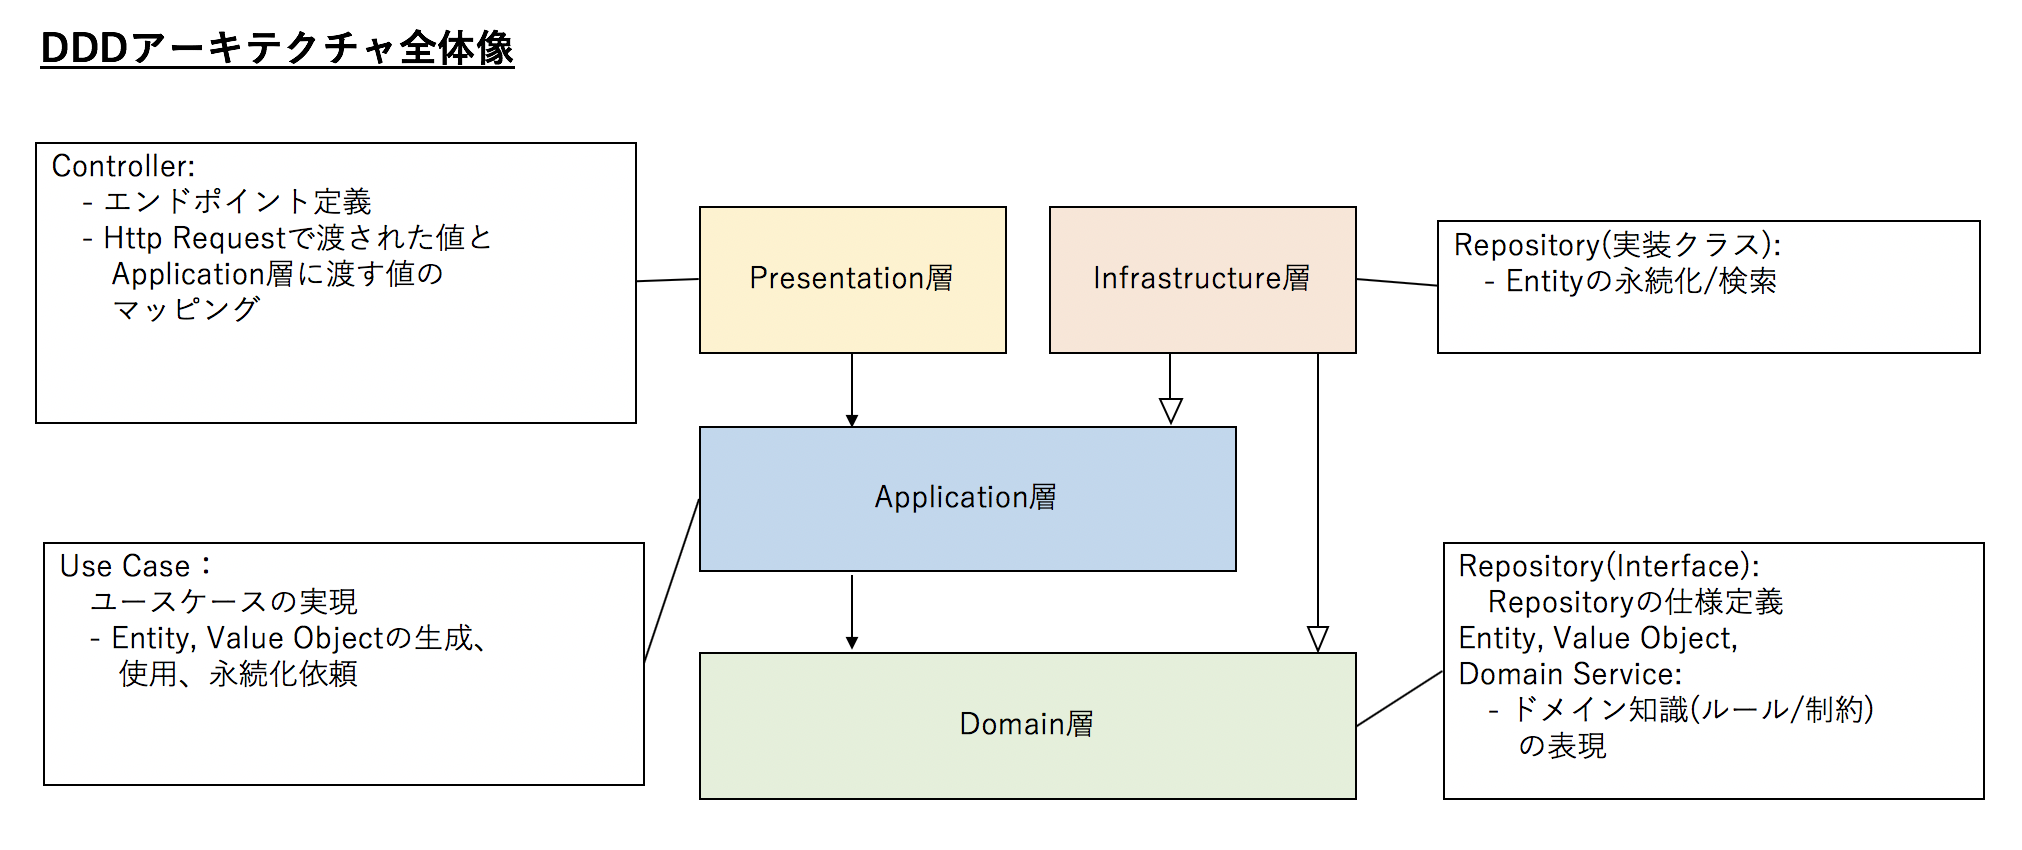 DDDアーキテクチャ全体像
Controller:
- エンドポイント定義
- Http Requestで渡された値と
Application層に渡す値の
マッピング
Presentation層
Infrastructure層
Repository(実装クラス):
- Entityの永続化/検索
Application層
Use Case：
ユースケースの実現
- Entity, Value Objectの生成、
使用、永続化依頼
Domain層
Repository(Interface):
Repositoryの仕様定義
Entity, Value Object,
Domain Service:
- ドメイン知識(ルール/制約)
の表現